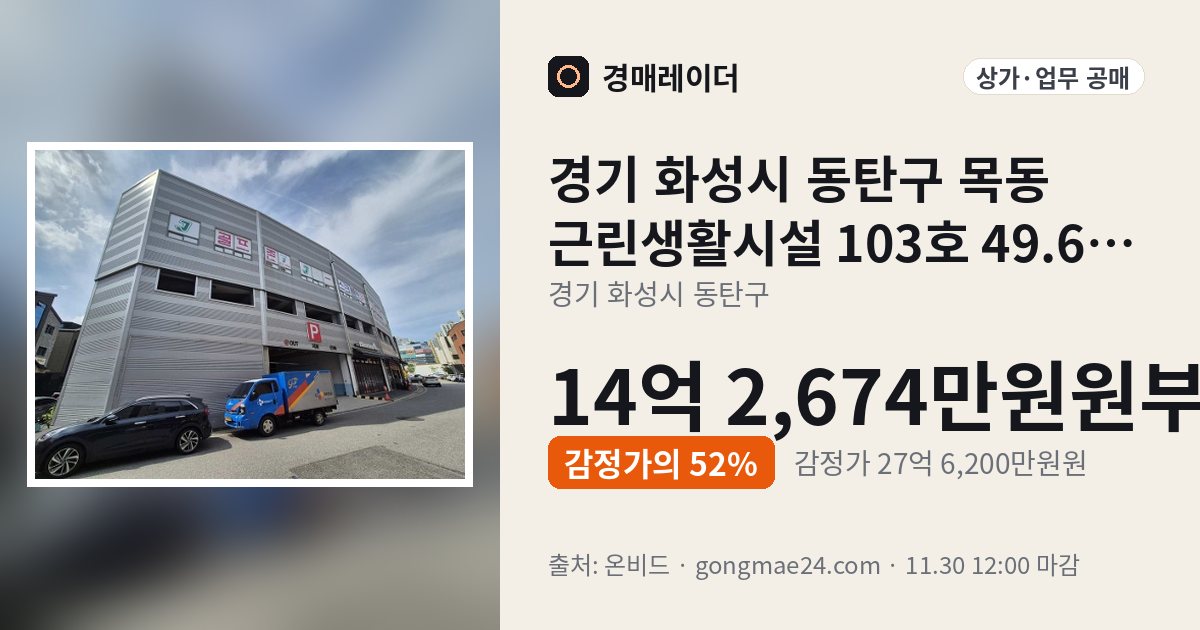 경매레이더
상가·업무 공매
경기 화성시 동탄구 목동
근린생활시설 103호 49.6…
경기 화성시 동탄구
14억 2,674만원원부
감정가의 52%
감정가 27억 6,200만원원
출처: 온비드 · gongmae24.com · 11.30 12:00 마감
골프
P
OUT